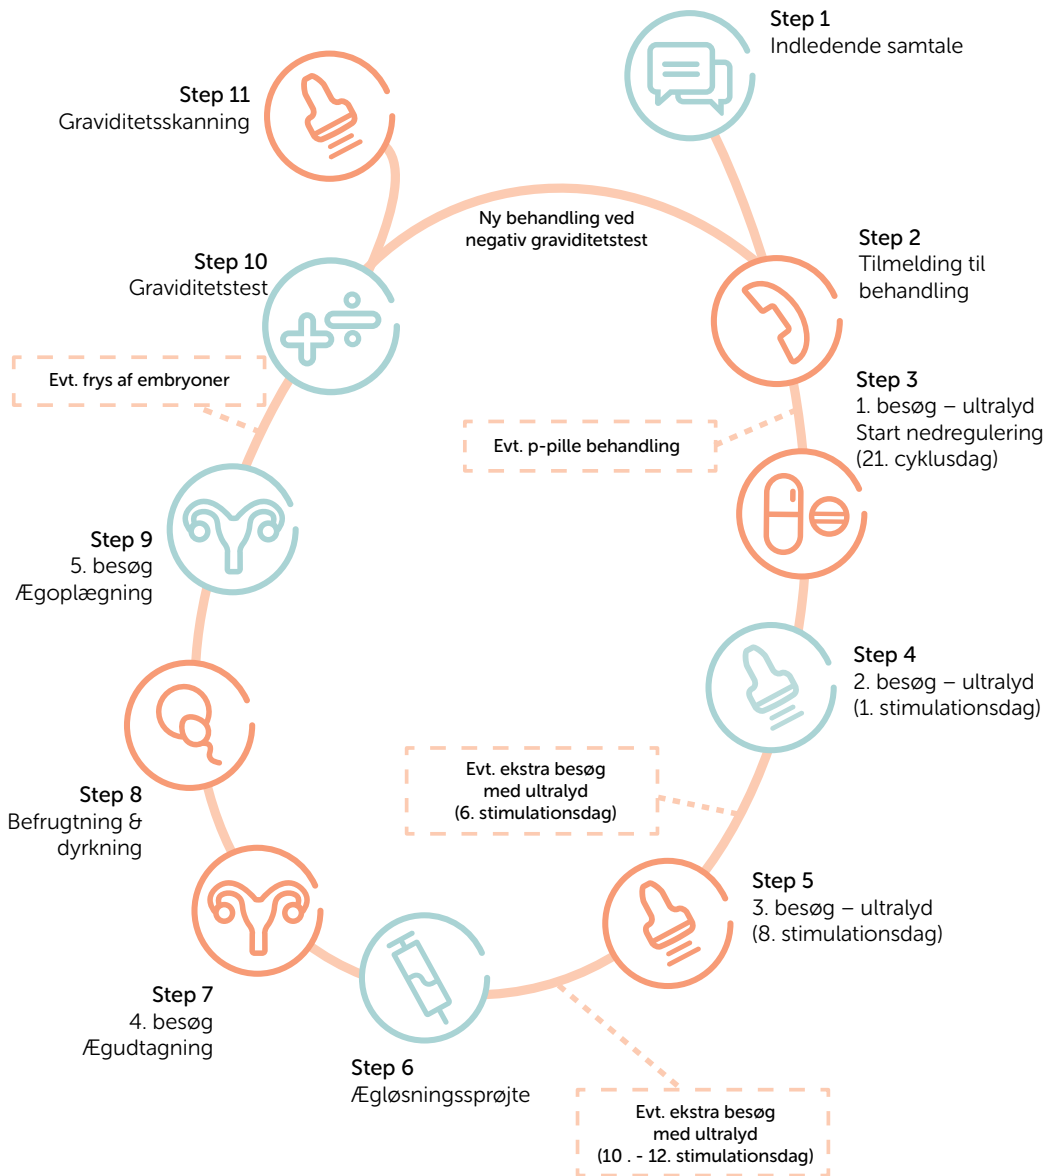 Step 1
Indledende samtale
Step 11
Graviditetsskanning
Ny behandling ved
negativ graviditetstest
Step 2
Tilmelding til
behandling
Step 10
Graviditetstest
Evt. frys af embryoner
Step 3
1. besøg – ultralyd
Start nedregulering
(21. cyklusdag)
Evt. p-pille behandling
Step 9
5. besøg
Ægoplægning
Step 4
2. besøg – ultralyd
(1. stimulationsdag)
Evt. ekstra besøg
med ultralyd
(6. stimulationsdag)
Step 8
Befrugtning &
dyrkning
Step 5
3. besøg – ultralyd
(8. stimulationsdag)
Step 7
4. besøg
Ægudtagning
Step 6
Ægløsningssprøjte
Evt. ekstra besøg
med ultralyd
(10 . - 12. stimulationsdag)